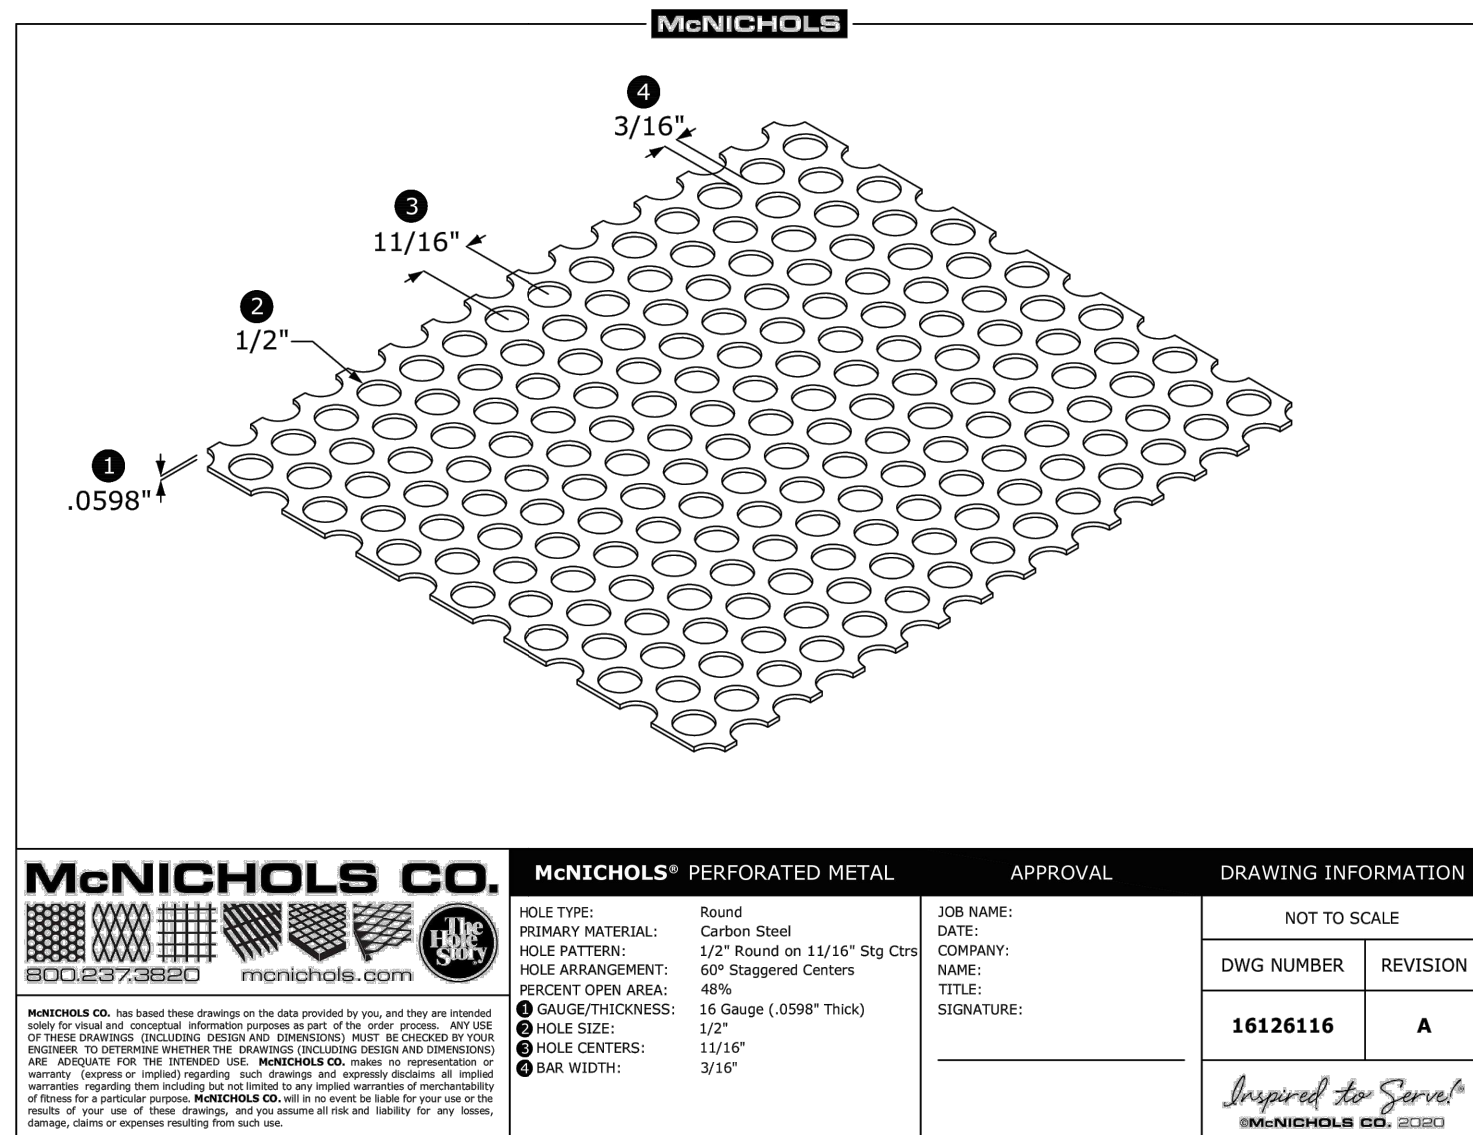 McNICHOLS
4
3/16"
3
11/16"
2
1/2"
1
.0598"
McNICHOLS CO.
The
Hole
Story
800.237.3820 mcnichols.com
McNICHOLS CO. has based these drawings on the data provided by you, and they are intended
solely for visual and conceptual information purposes as part of the order process. ANY USE
OF THESE DRAWINGS (INCLUDING DESIGN AND DIMENSIONS) MUST BE CHECKED BY YOUR
ENGINEER TO DETERMINE WHETHER THE DRAWINGS (INCLUDING DESIGN AND DIMENSIONS)
ARE ADEQUATE FOR THE INTENDED USE. McNICHOLS CO. makes no representation or
warranty (express or implied) regarding such drawings and expressly disclaims all implied
warranties regarding them including but not limited to any implied warranties of merchantability
of fitness for a particular purpose. McNICHOLS CO. will in no event be liable for your use or the
results of your use of these drawings, and you assume all risk and liability for any losses,
damage, claims or expenses resulting from such use.
McNICHOLS® PERFORATED METAL
HOLE TYPE: Round
PRIMARY MATERIAL: Carbon Steel
HOLE PATTERN: 1/2" Round on 11/16" Stg Ctrs
HOLE ARRANGEMENT: 60° Staggered Centers
PERCENT OPEN AREA: 48%
1 GAUGE/THICKNESS: 16 Gauge (.0598" Thick)
2 HOLE SIZE: 1/2"
3 HOLE CENTERS: 11/16"
4 BAR WIDTH: 3/16"
APPROVAL
JOB NAME:
DATE:
COMPANY:
NAME:
TITLE:
SIGNATURE:
DRAWING INFORMATION
NOT TO SCALE
DWG NUMBER REVISION
16126116 A
Inspired to Serve!®
©McNICHOLS CO. 2020